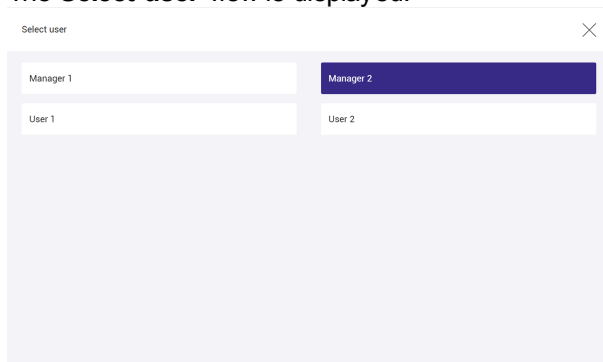 The Select user view is displayed.
Select user
Manager 1
Manager 2
User 1
User 2